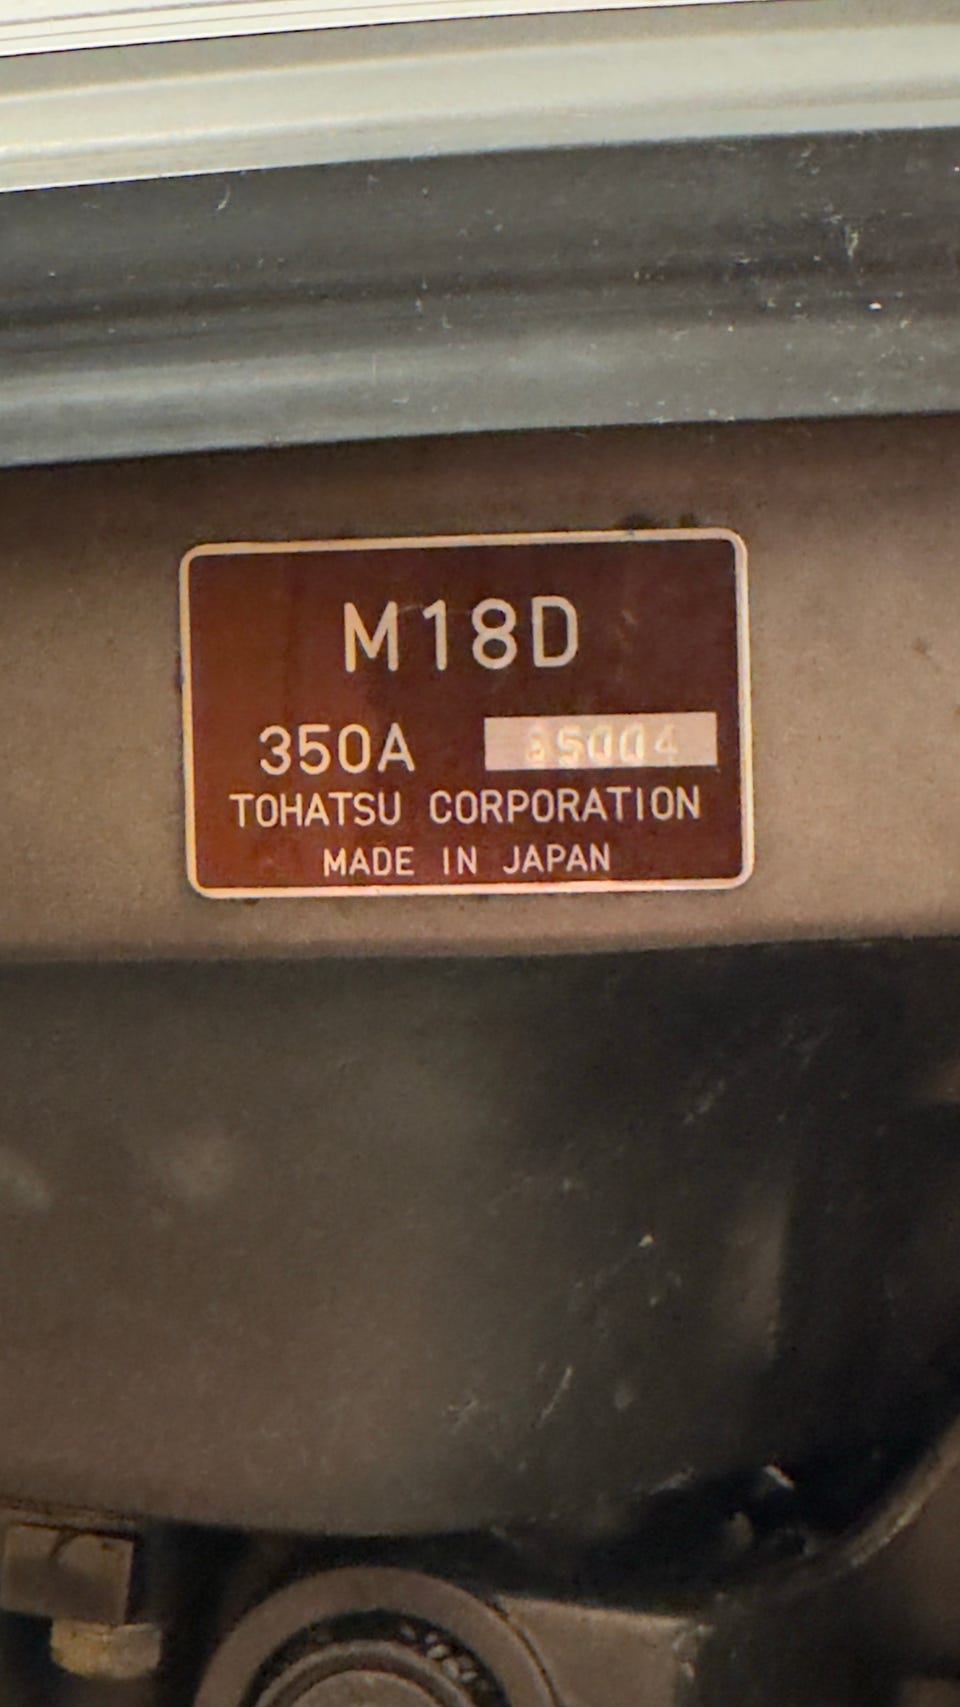 M18D
350A
TOHATSU CORPORATION
MADE IN JAPAN